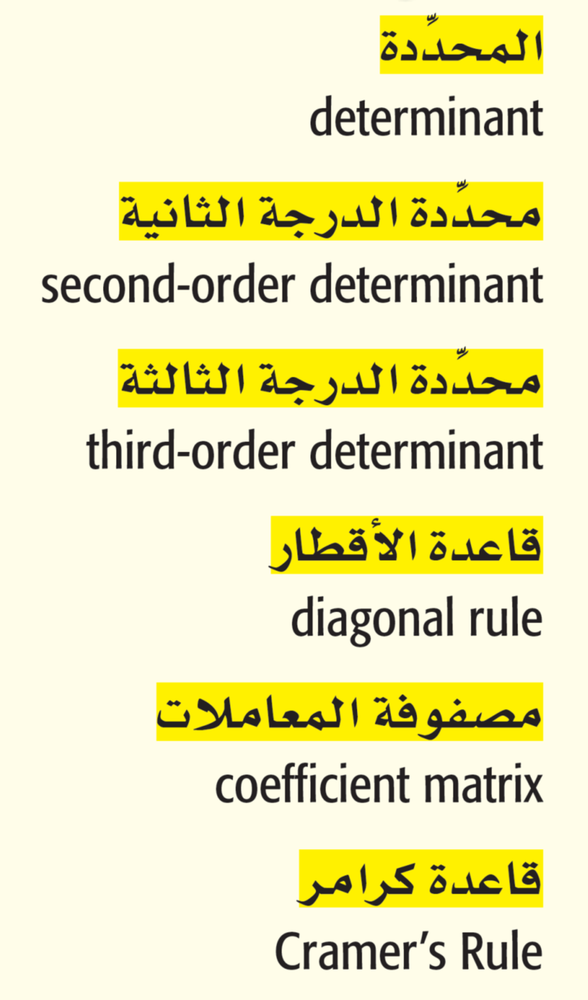 المحدِّدة
determinant
محدِّدة الدرجة الثانية
second-order determinant
محدِّدة الدرجة الثالثة
third-order determinant
قاعدة الأقطار
diagonal rule
مصفوفة المعاملات
coefficient matrix
قاعدة كرامر
Cramer’s Rule